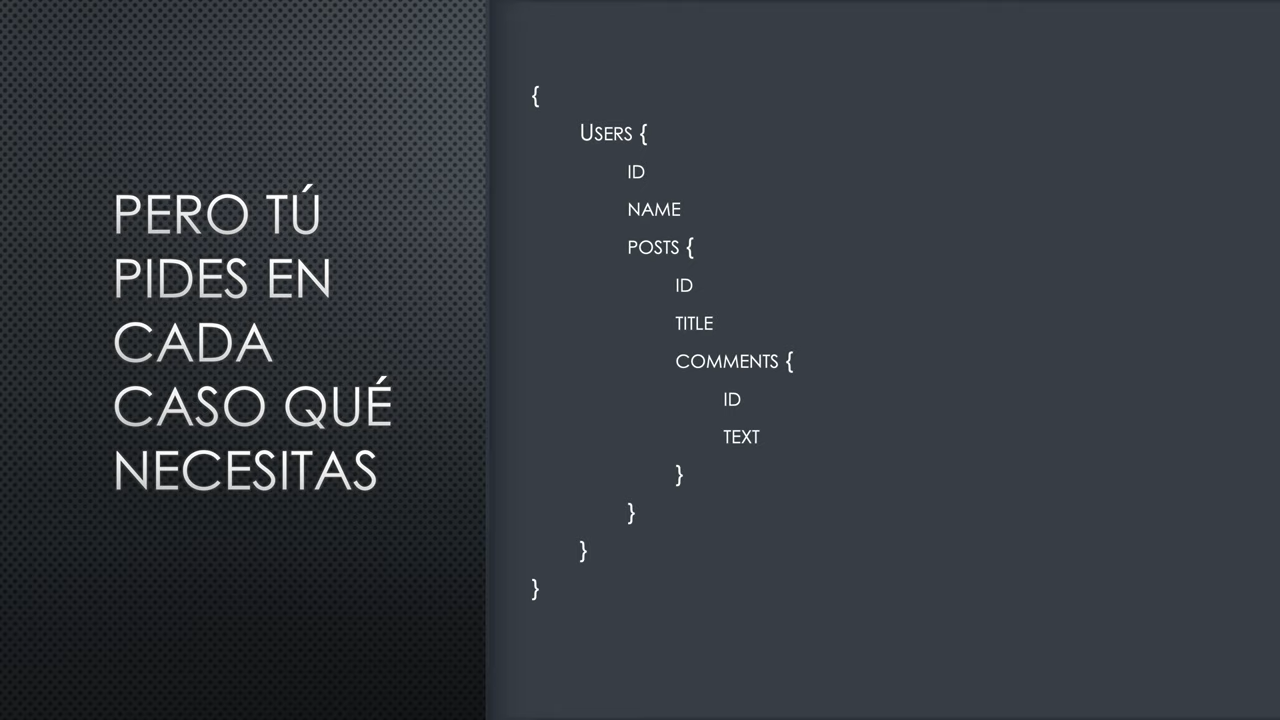 PERO TÚ
PIDES EN
CADA
CASO QUÉ
NECESITAS
{
USERS {
ID
NAME
POSTS {
ID
TITLE
COMMENTS {
ID
TEXT
}
}
}
}